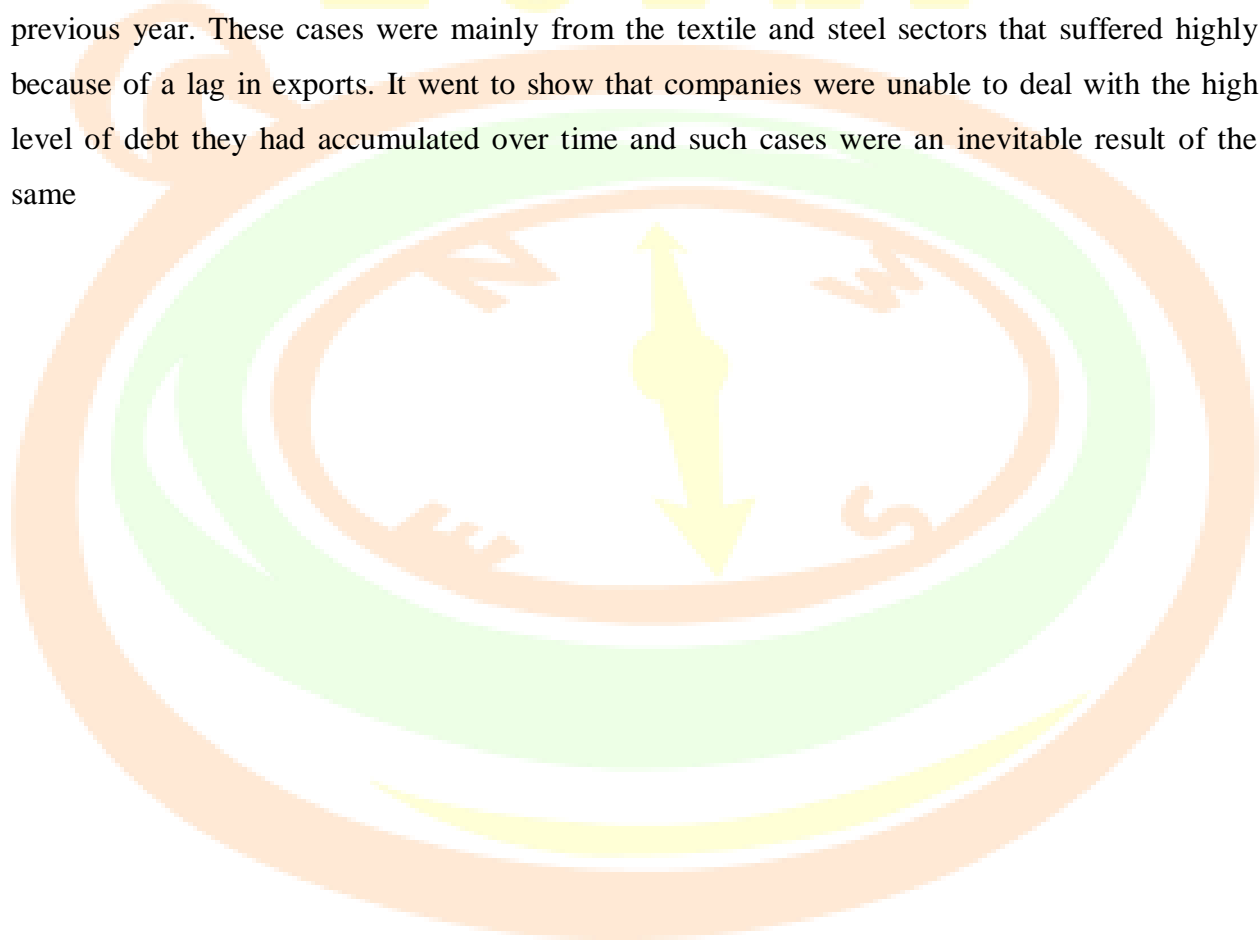 previous year. These cases were mainly from the textile and steel sectors that suffered highly
because of a lag in exports. It went to show that companies were unable to deal with the high
level of debt they had accumulated over time and such cases were an inevitable result of the
same
N
W
E
S